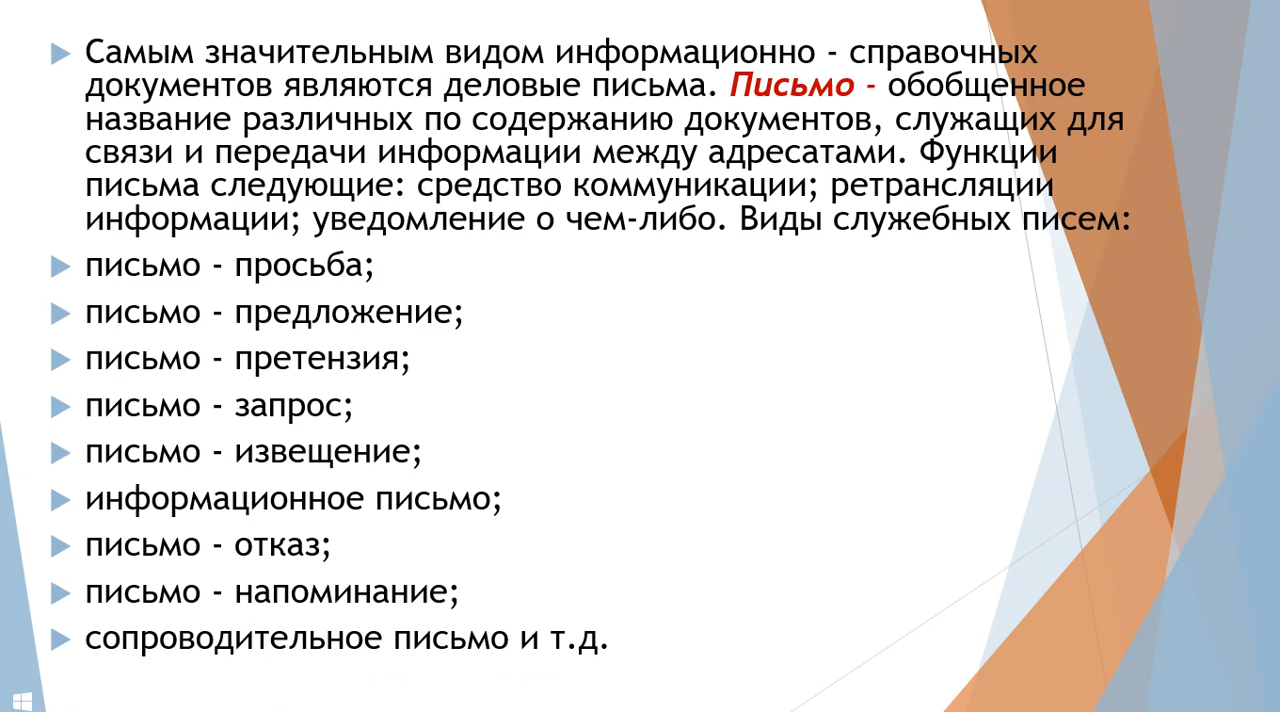 Самым значительным видом информационно - справочных
документов являются деловые письма. Письмо - обобщенное
название различных по содержанию документов, служащих для
связи и передачи информации между адресатами. Функции
письма следующие: средство коммуникации; ретрансляции
информации; уведомление о чем-либо. Виды служебных писем:
письмо - просьба;
письмо - предложение;
письмо - претензия;
письмо - запрос;
письмо - извещение;
информационное письмо;
письмо - отказ;
письмо - напоминание;
сопроводительное письмо и т.д.